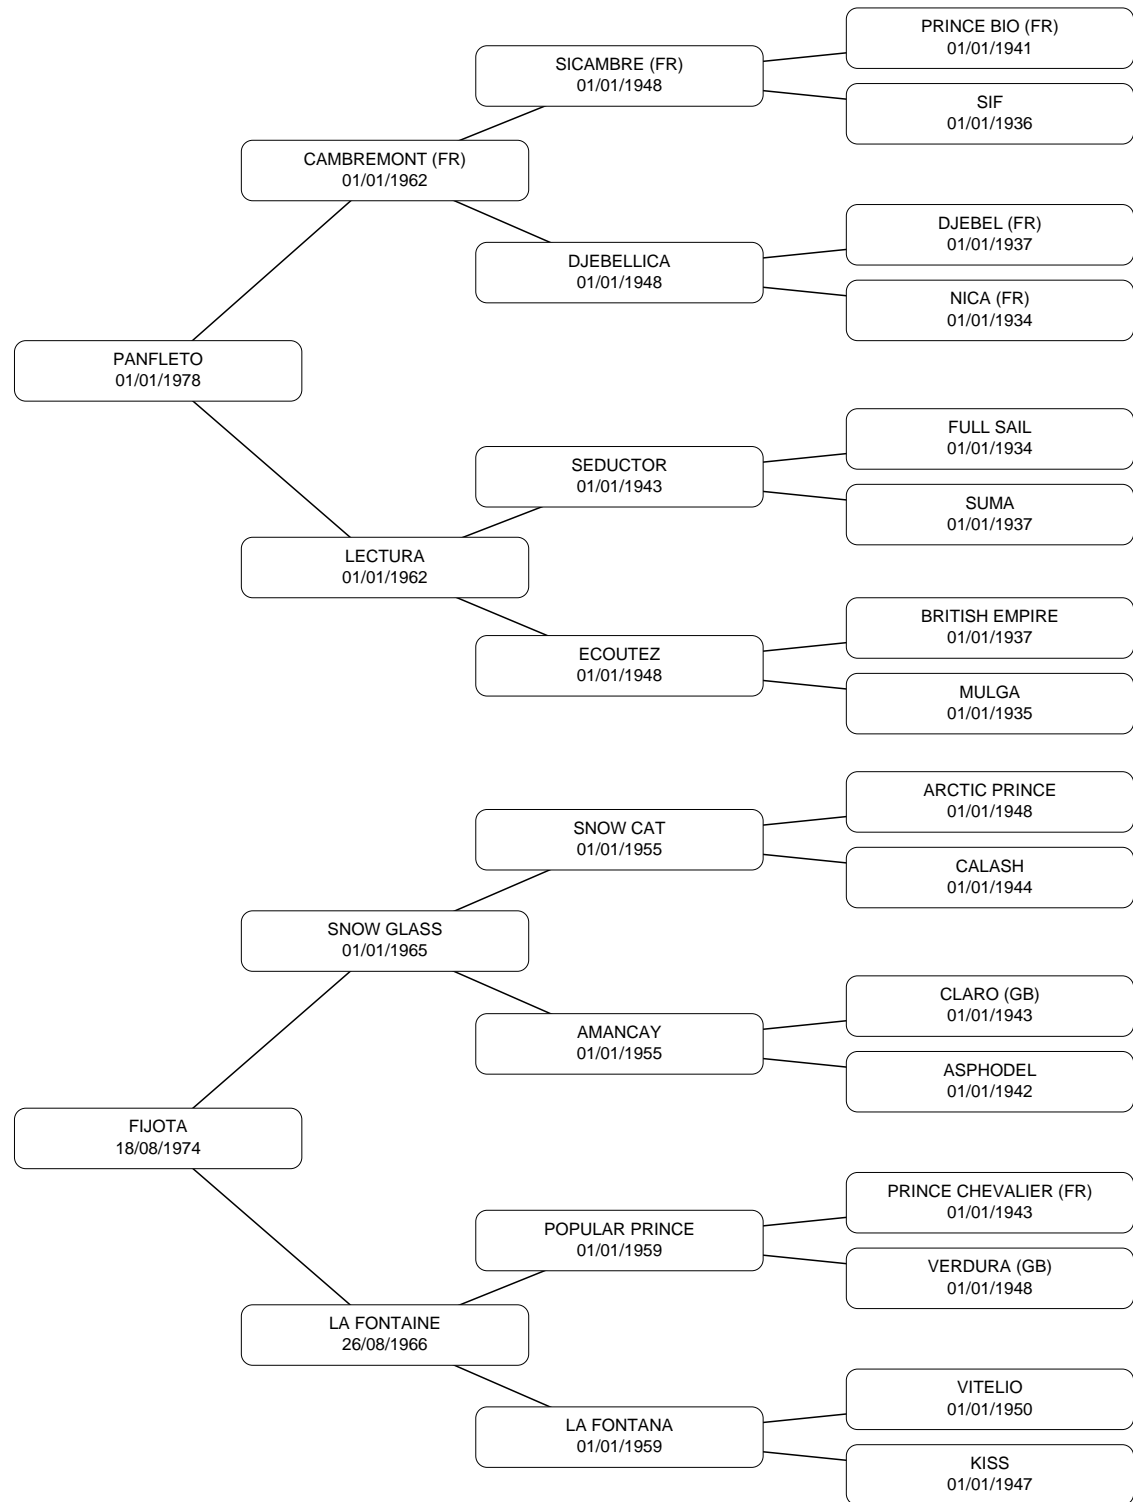 PRINCE BIO (FR)
01/01/1941
SICAMBRE (FR)
01/01/1948
SIF
01/01/1936
CAMBREMONT (FR)
01/01/1962
DJEBEL (FR)
01/01/1937
DJEBELLICA
01/01/1948
NICA (FR)
01/01/1934
PANFLETO
01/01/1978
FULL SAIL
01/01/1934
SEDUCTOR
01/01/1943
SUMA
01/01/1937
LECTURA
01/01/1962
BRITISH EMPIRE
01/01/1937
ECOUTEZ
01/01/1948
MULGA
01/01/1935
ARCTIC PRINCE
01/01/1948
SNOW CAT
01/01/1955
CALASH
01/01/1944
SNOW GLASS
01/01/1965
CLARO (GB)
01/01/1943
AMANCAY
01/01/1955
ASPHODEL
01/01/1942
FIJOTA
18/08/1974
PRINCE CHEVALIER (FR)
01/01/1943
POPULAR PRINCE
01/01/1959
VERDURA (GB)
01/01/1948
LA FONTAINE
26/08/1966
VITELIO
01/01/1950
LA FONTANA
01/01/1959
KISS
01/01/1947